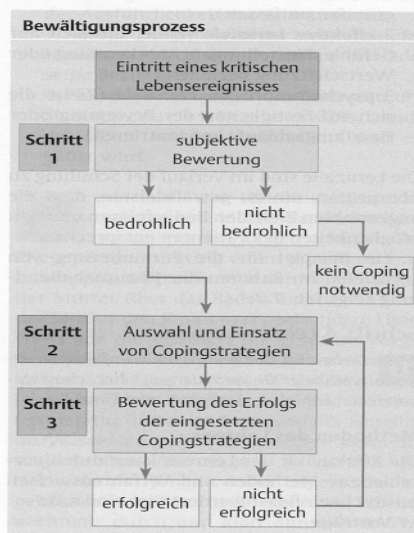 Bewältigungsprozess
Eintritt eines kritischen
Lebensereignisses
Schritt
1
subjektive
Bewertung
bedrohlich
nicht
bedrohlich
kein Coping
notwendig
Schritt
2
Auswahl und Einsatz
von Copingstrategien
Schritt
3
Bewertung des Erfolgs
der eingesetzten
Copingstrategien
erfolgreich
nicht
erfolgreich